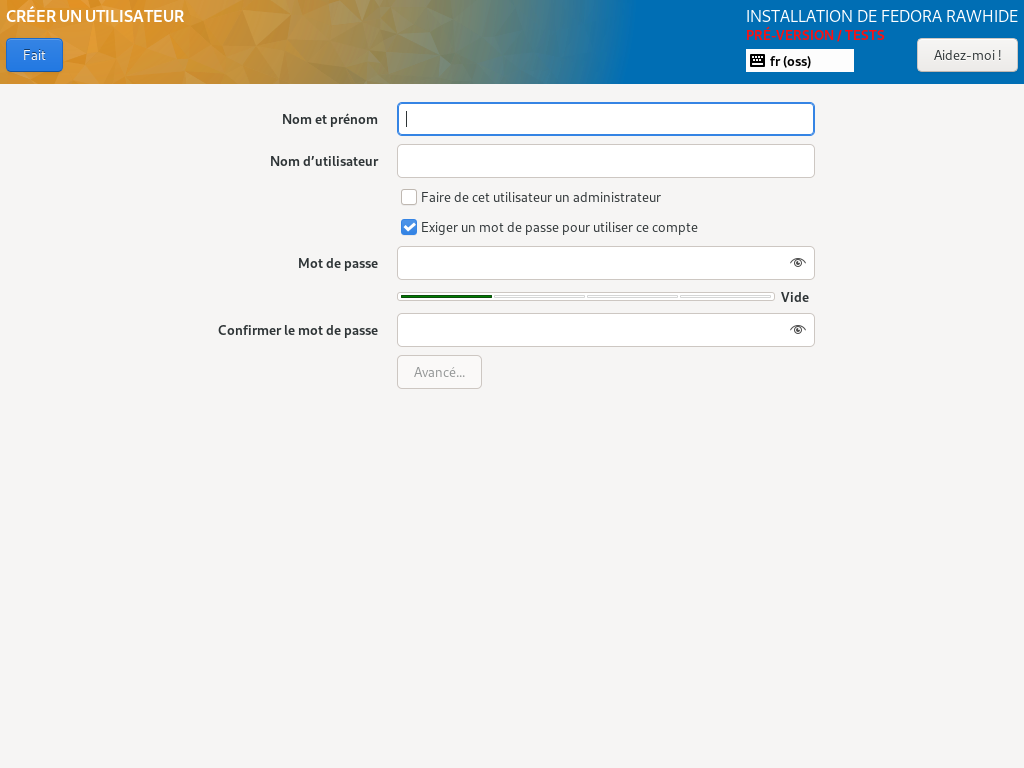 CRÉER UN UTILISATEUR
INSTALLATION DE FEDORA RAWHIDE
PRÉ-VERSION / TESTS
Fait
fr (oss)
Aidez-moi !
Nom et prénom
Nom d’utilisateur
Faire de cet utilisateur un administrateur
Exiger un mot de passe pour utiliser ce compte
Mot de passe
Vide
Confirmer le mot de passe
Avancé...